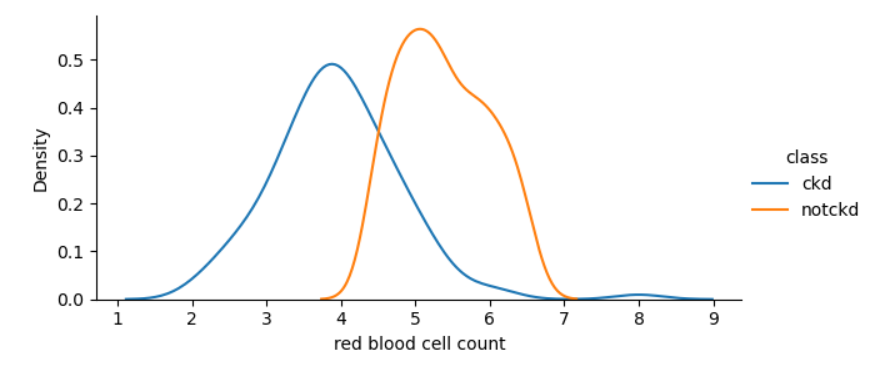 0.5
0.4
0.3
0.2
0.1
0.0
Density
1 2 3 4 5 6 7 8 9
red blood cell count
class
ckd
notckd